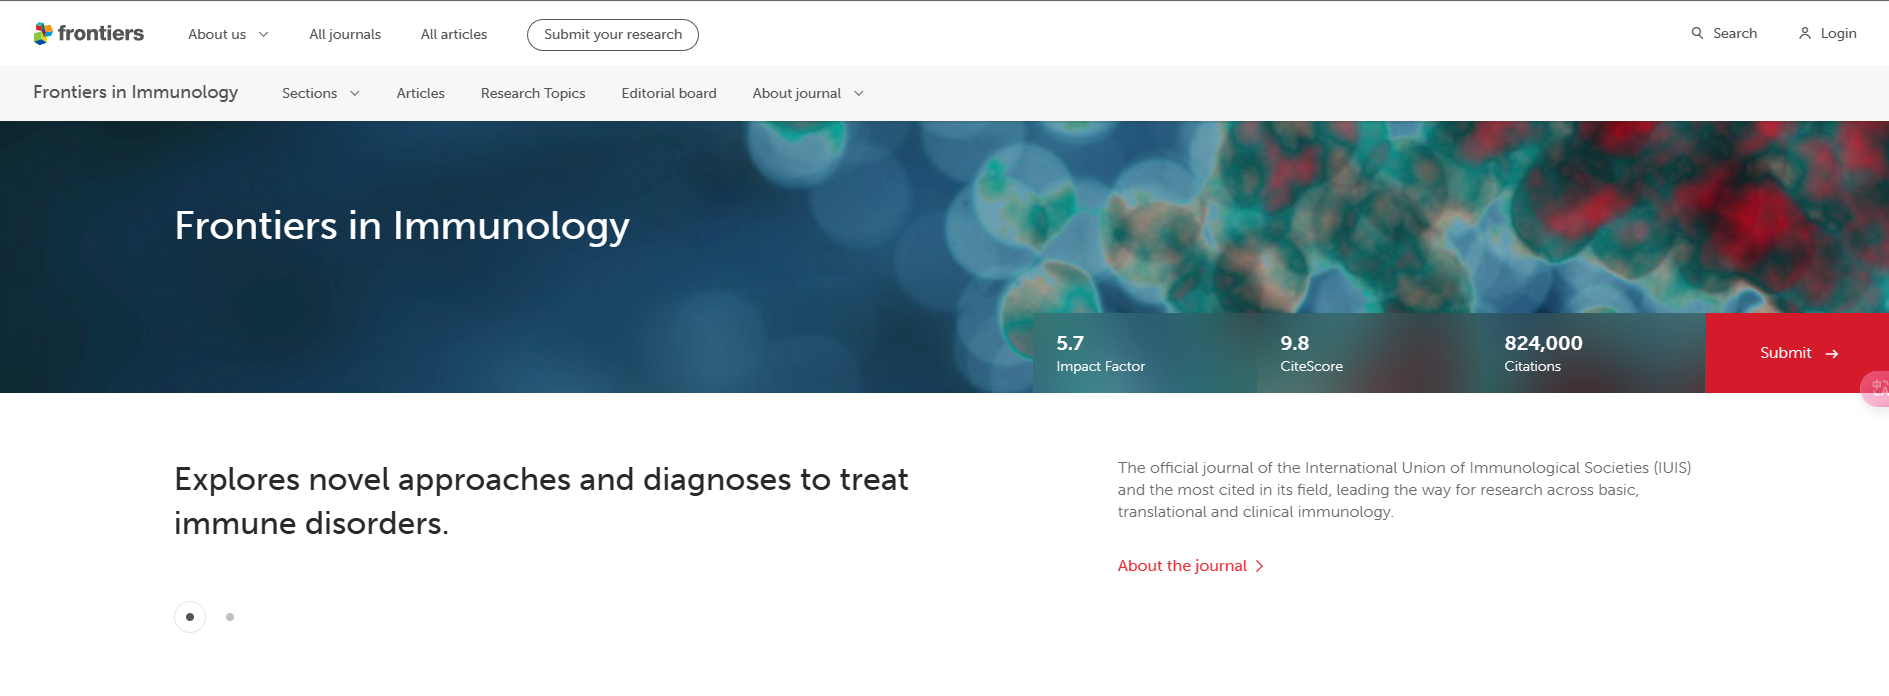 frontiers
About us
All journals
All articles
Submit your research
Search
Login
Frontiers in Immunology
Sections
Articles
Research Topics
Editorial board
About journal
Frontiers in Immunology
5.7
Impact Factor
9.8
CiteScore
824,000
Citations
Submit
Explores novel approaches and diagnoses to treat
immune disorders.
The official journal of the International Union of Immunological Societies (IUIS)
and the most cited in its field, leading the way for research across basic,
translational and clinical immunology.
About the journal